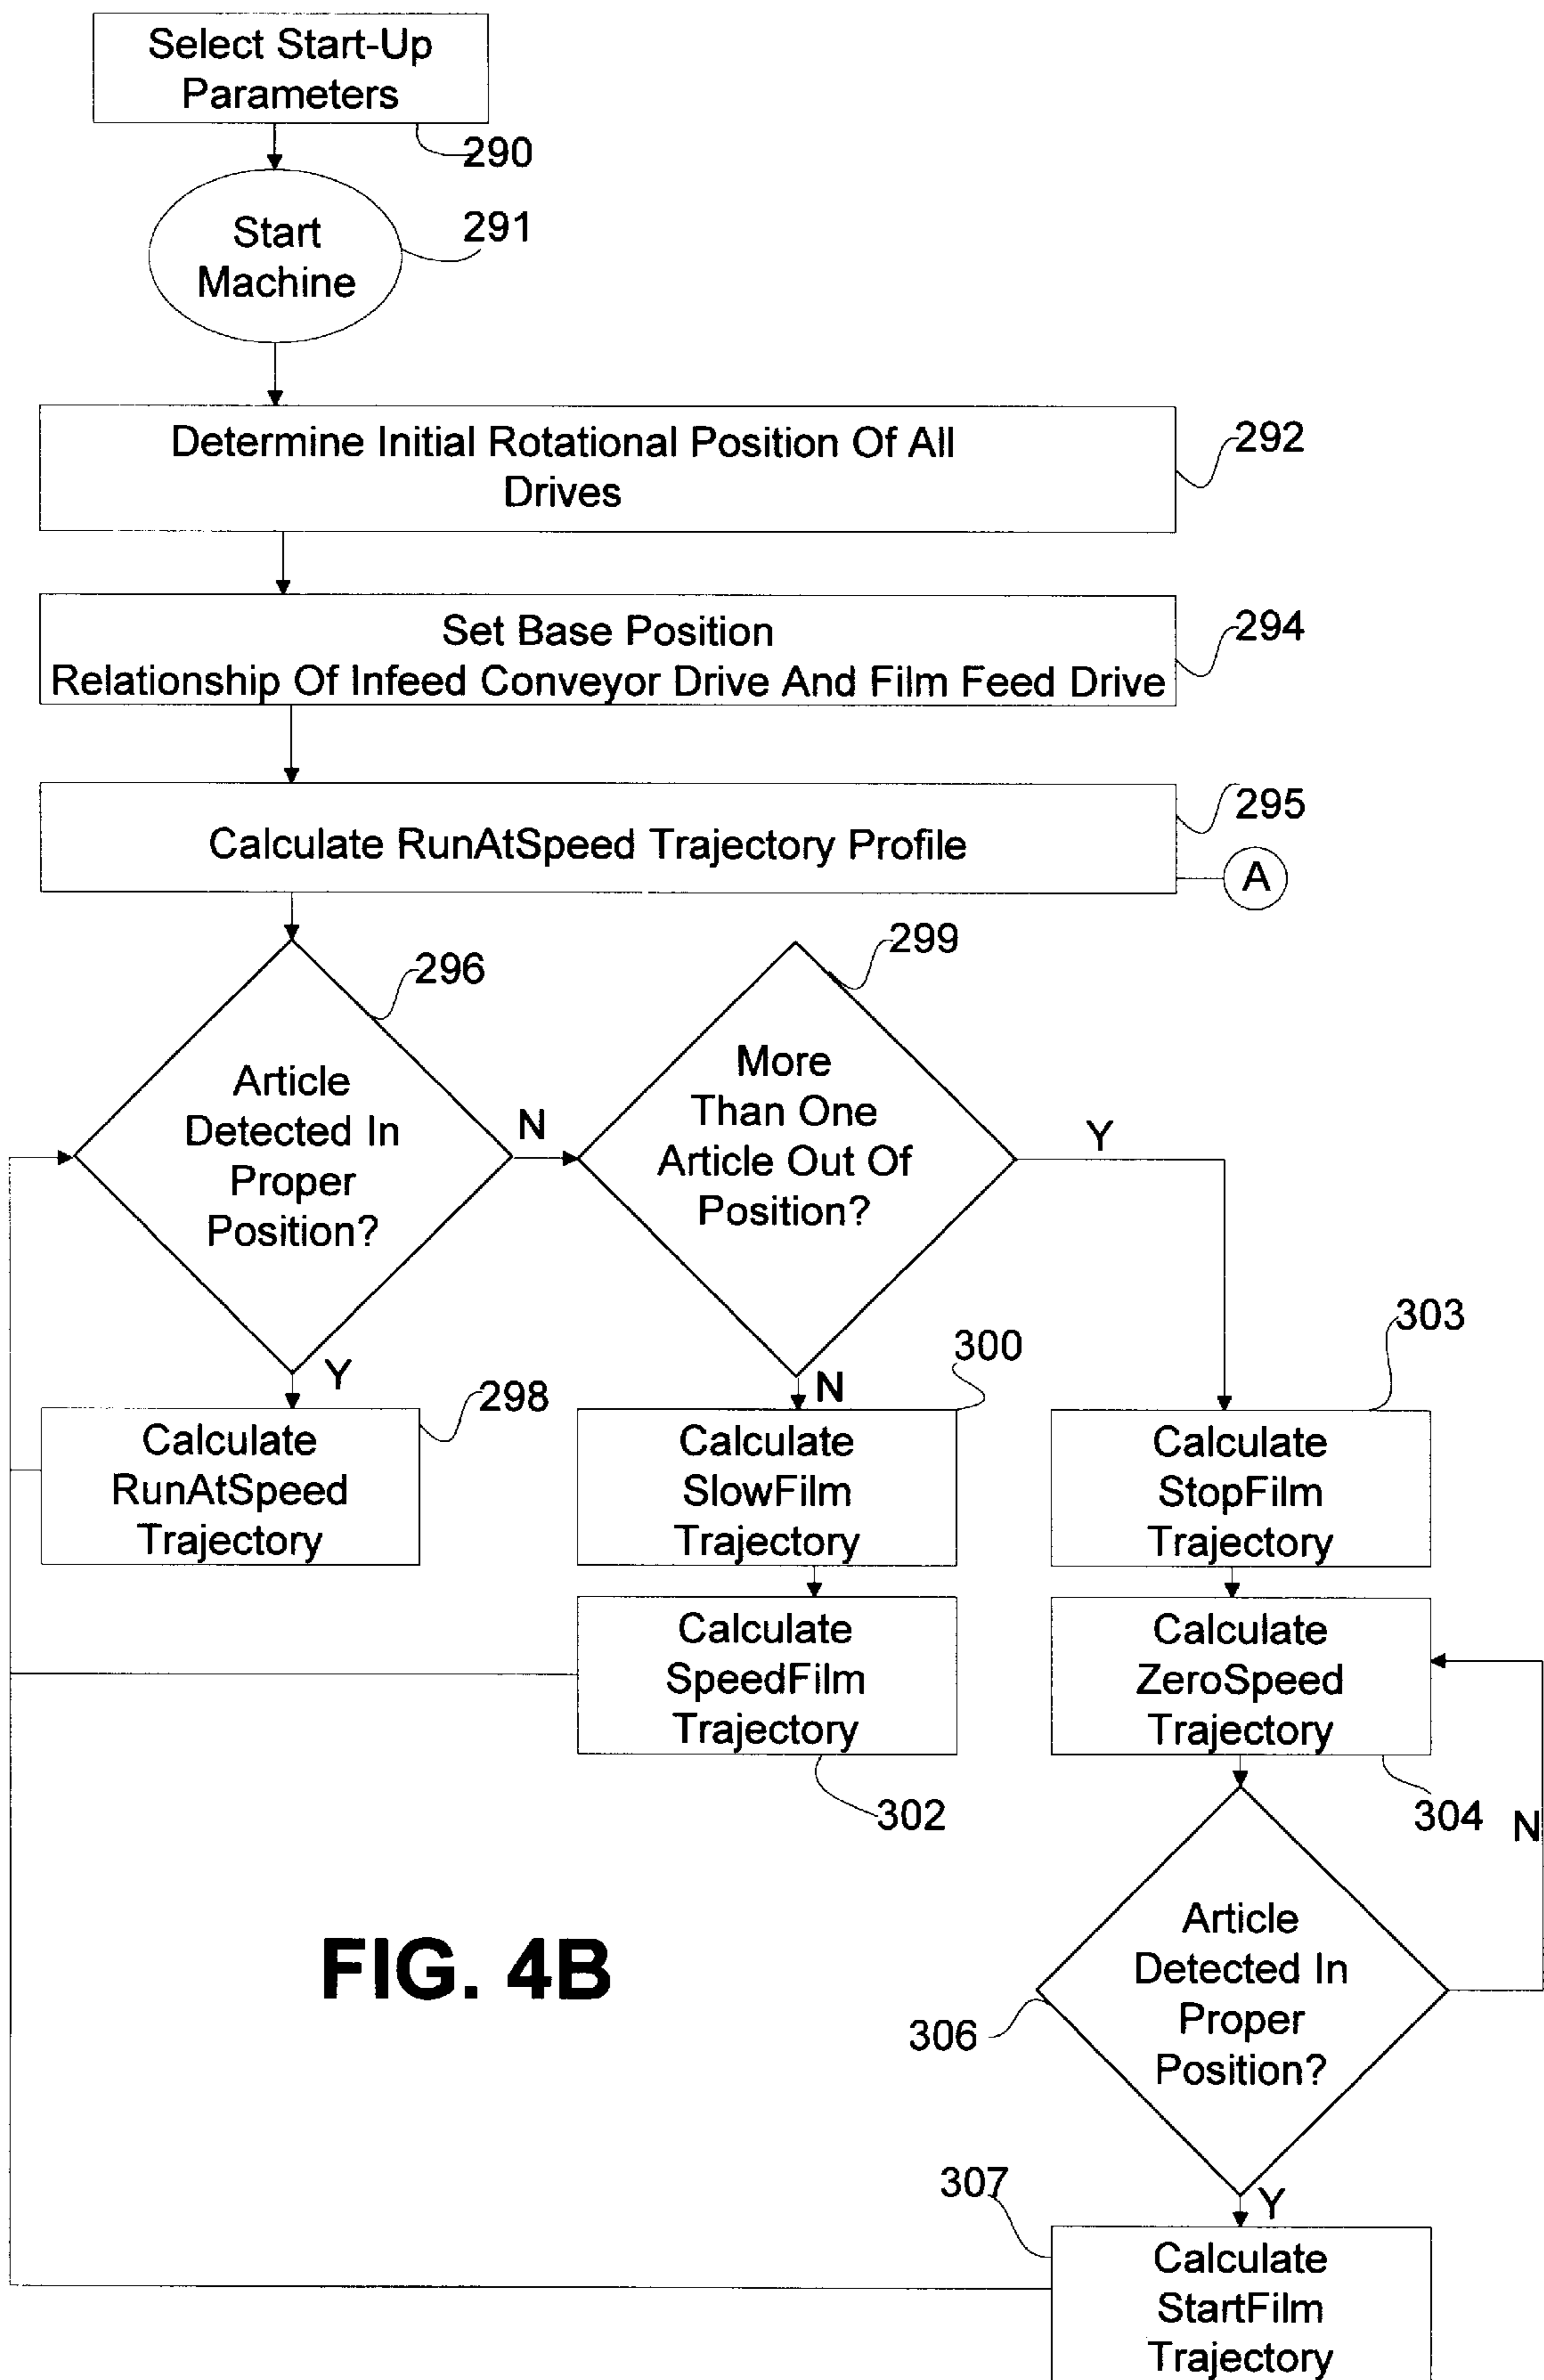 Select Start-Up
Parameters
290
Start
Machine
291
Determine Initial Rotational Position Of All
Drives
292
Set Base Position
Relationship Of Infeed Conveyor Drive And Film Feed Drive
294
Calculate RunAtSpeed Trajectory Profile
295
A
296
Article
Detected In
Proper
Position?
N
Y
299
More
Than One
Article Out Of
Position?
Y
N
298
Calculate
RunAtSpeed
Trajectory
300
Calculate
SlowFilm
Trajectory
303
Calculate
StopFilm
Trajectory
Calculate
SpeedFilm
Trajectory
302
Calculate
ZeroSpeed
Trajectory
304
N
Article
Detected In
Proper
Position?
306
Y
307
Calculate
StartFilm
Trajectory
FIG. 4B